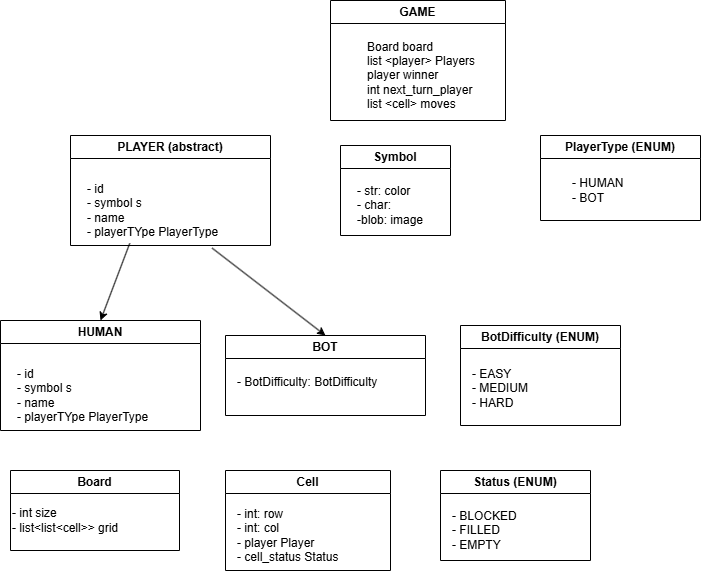 GAME
Board board
list <player> Players
player winner
int next_turn_player
list <cell> moves
PLAYER (abstract)
- id
- symbol s
- name
- playerTYpe PlayerType
Symbol
- str: color
- char:
-blob: image
PlayerType (ENUM)
- HUMAN
- BOT
HUMAN
- id
- symbol s
- name
- playerTYpe PlayerType
BOT
- BotDifficulty: BotDifficulty
BotDifficulty (ENUM)
- EASY
- MEDIUM
- HARD
Board
- int size
- list<list<cell>> grid
Cell
- int: row
- int: col
- player Player
- cell_status Status
Status (ENUM)
- BLOCKED
- FILLED
- EMPTY